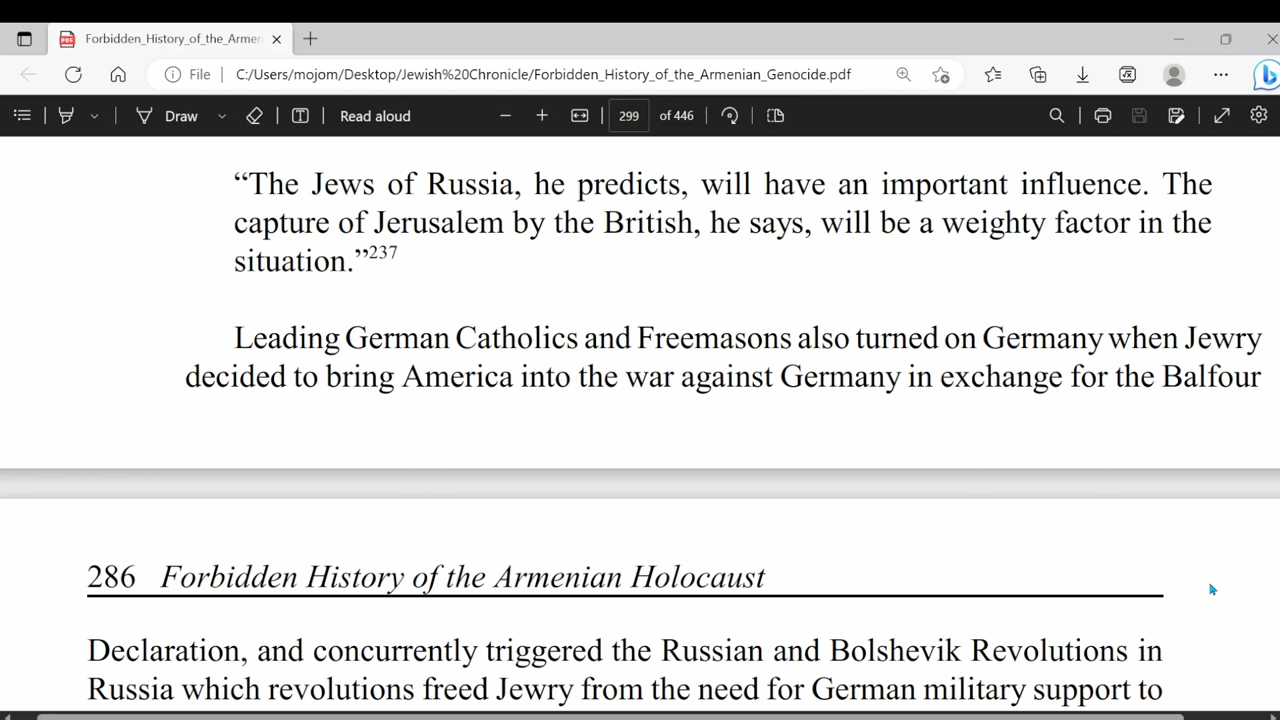 Forbidden_History_of_the_Armen
File C:/Users/mojom/Desktop/Jewish%20Chronicle/Forbidden_History_of_the_Armenian_Genocide.pdf
Draw Read aloud 299 of 446
“The Jews of Russia, he predicts, will have an important influence. The
capture of Jerusalem by the British, he says, will be a weighty factor in the
situation.”237
Leading German Catholics and Freemasons also turned on Germany when Jewry
decided to bring America into the war against Germany in exchange for the Balfour
286 Forbidden History of the Armenian Holocaust
Declaration, and concurrently triggered the Russian and Bolshevik Revolutions in
Russia which revolutions freed Jewry from the need for German military support to